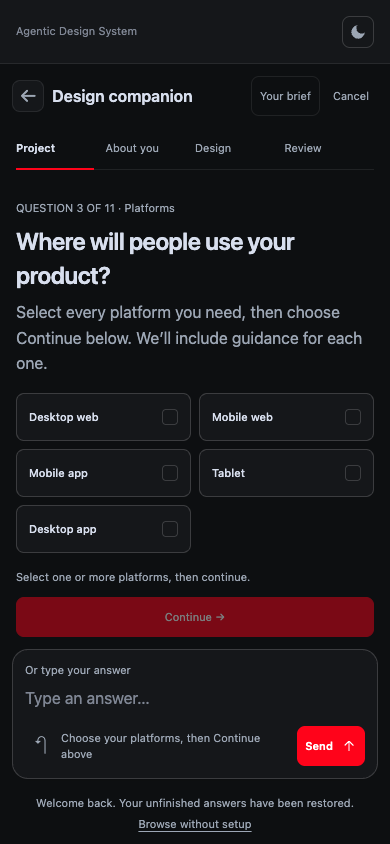 Agentic Design System
Design companion
Your brief
Cancel
Project
About you
Design
Review
QUESTION 3 OF 11 · Platforms
Where will people use your
product?
Select every platform you need, then choose
Continue below. We’ll include guidance for each
one.
Desktop web
Mobile web
Mobile app
Tablet
Desktop app
Select one or more platforms, then continue.
Continue →
Or type your answer
Type an answer...
Choose your platforms, then Continue
above
Send ↑
Welcome back. Your unfinished answers have been restored.
Browse without setup